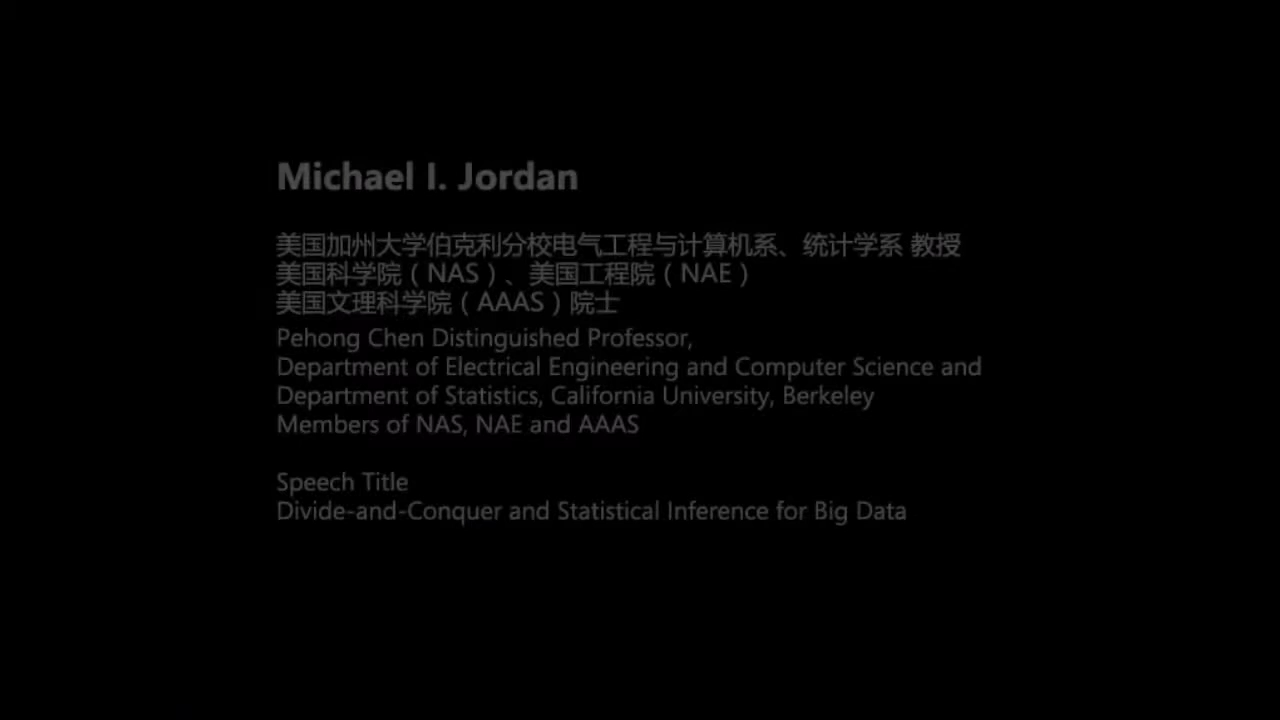 Michael I. Jordan
美国加州大学伯克利分校电气工程与计算机系、统计学系 教授
美国科学院（NAS）、美国工程院（NAE）
美国文理科学院（AAAS）院士
Pehong Chen Distinguished Professor,
Department of Electrical Engineering and Computer Science and
Department of Statistics, California University, Berkeley
Members of NAS, NAE and AAAS
Speech Title
Divide-and-Conquer and Statistical Inference for Big Data